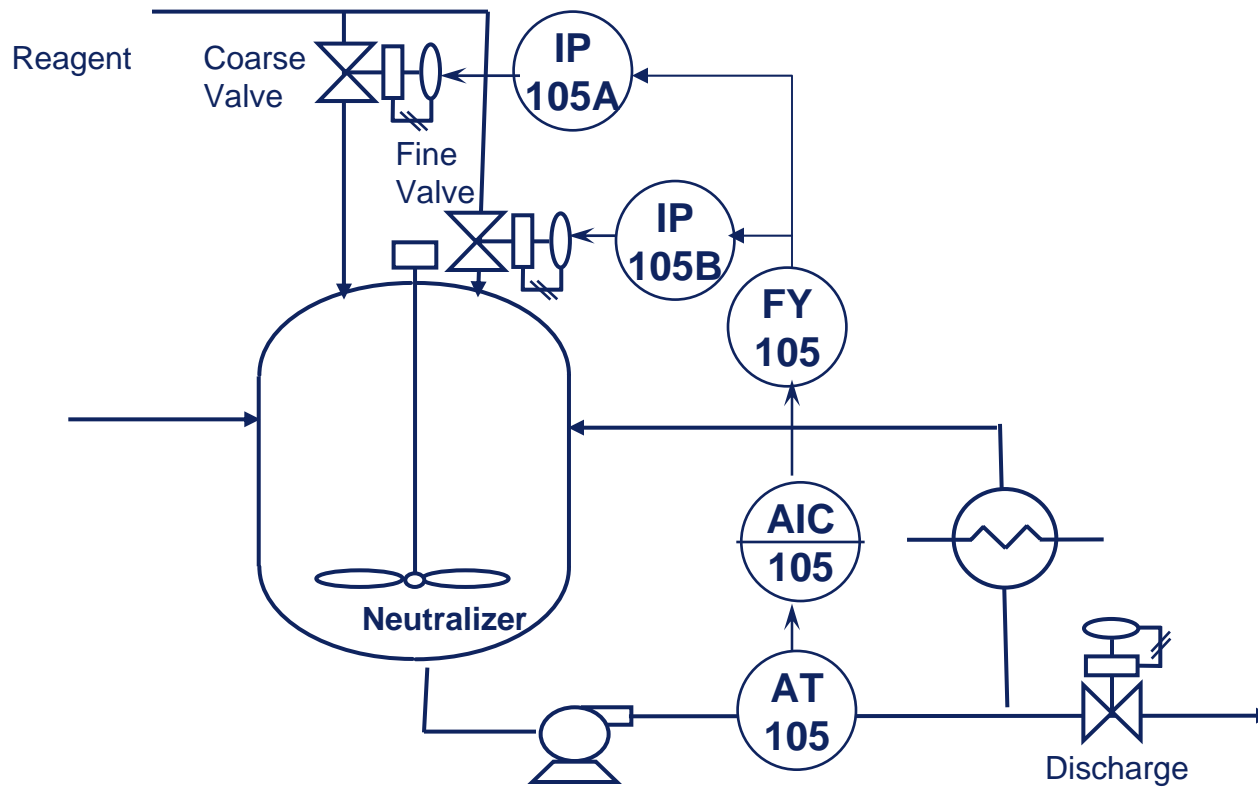 Reagent
Coarse
Valve
IP
105A
Fine
Valve
IP
105B
FY
105
AIC
105
Neutralizer
AT
105
Discharge